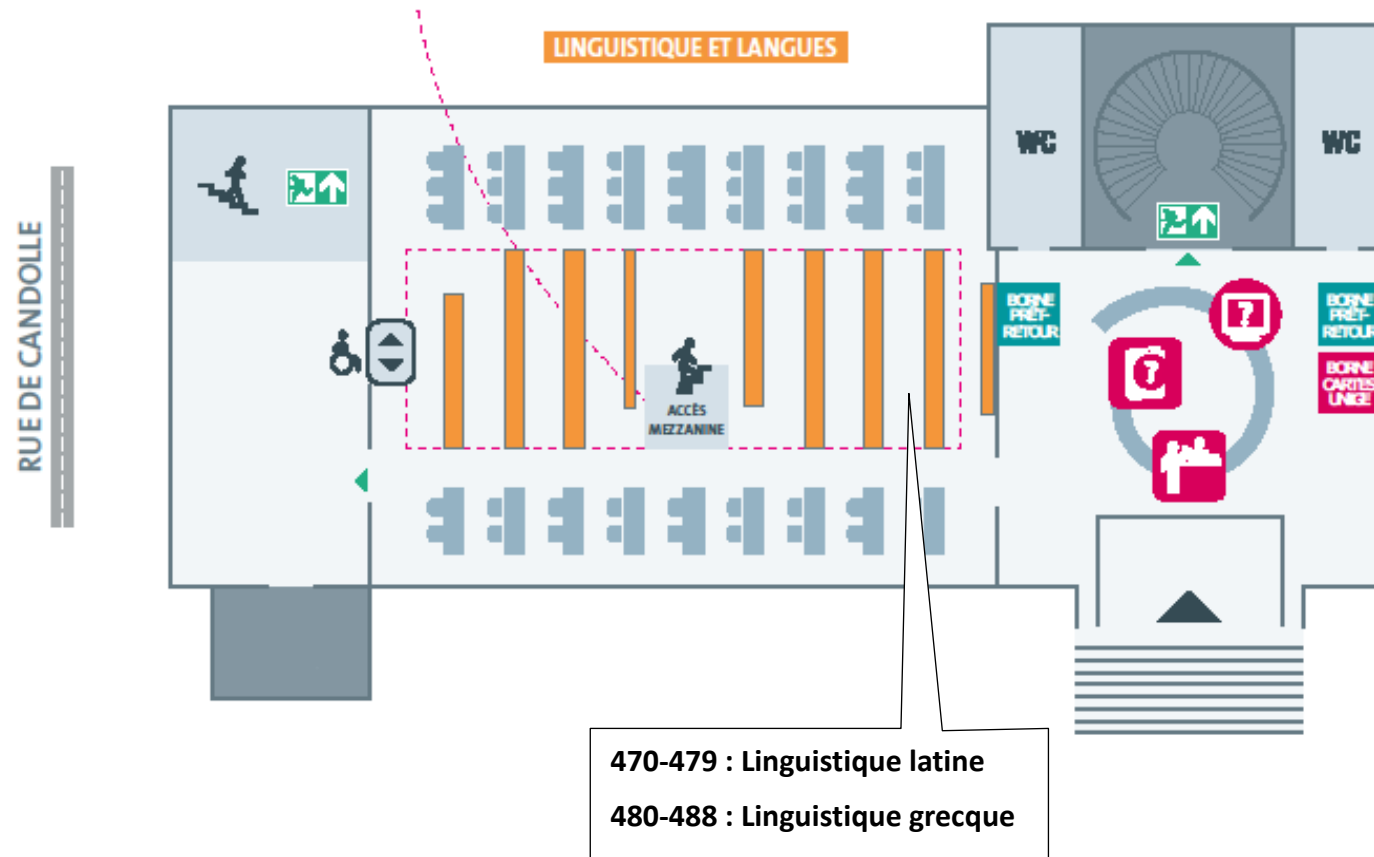 LINGUISTIQUE ET LANGUES
WC
WC
RUE DE CANDOLLE
BORNE
PRÊT-
RETOUR
BORNE
PRÊT-
RETOUR
BORNE
CARTES
UNIGE
ACCÈS
MEZZANINE
470-479 : Linguistique latine
480-488 : Linguistique grecque